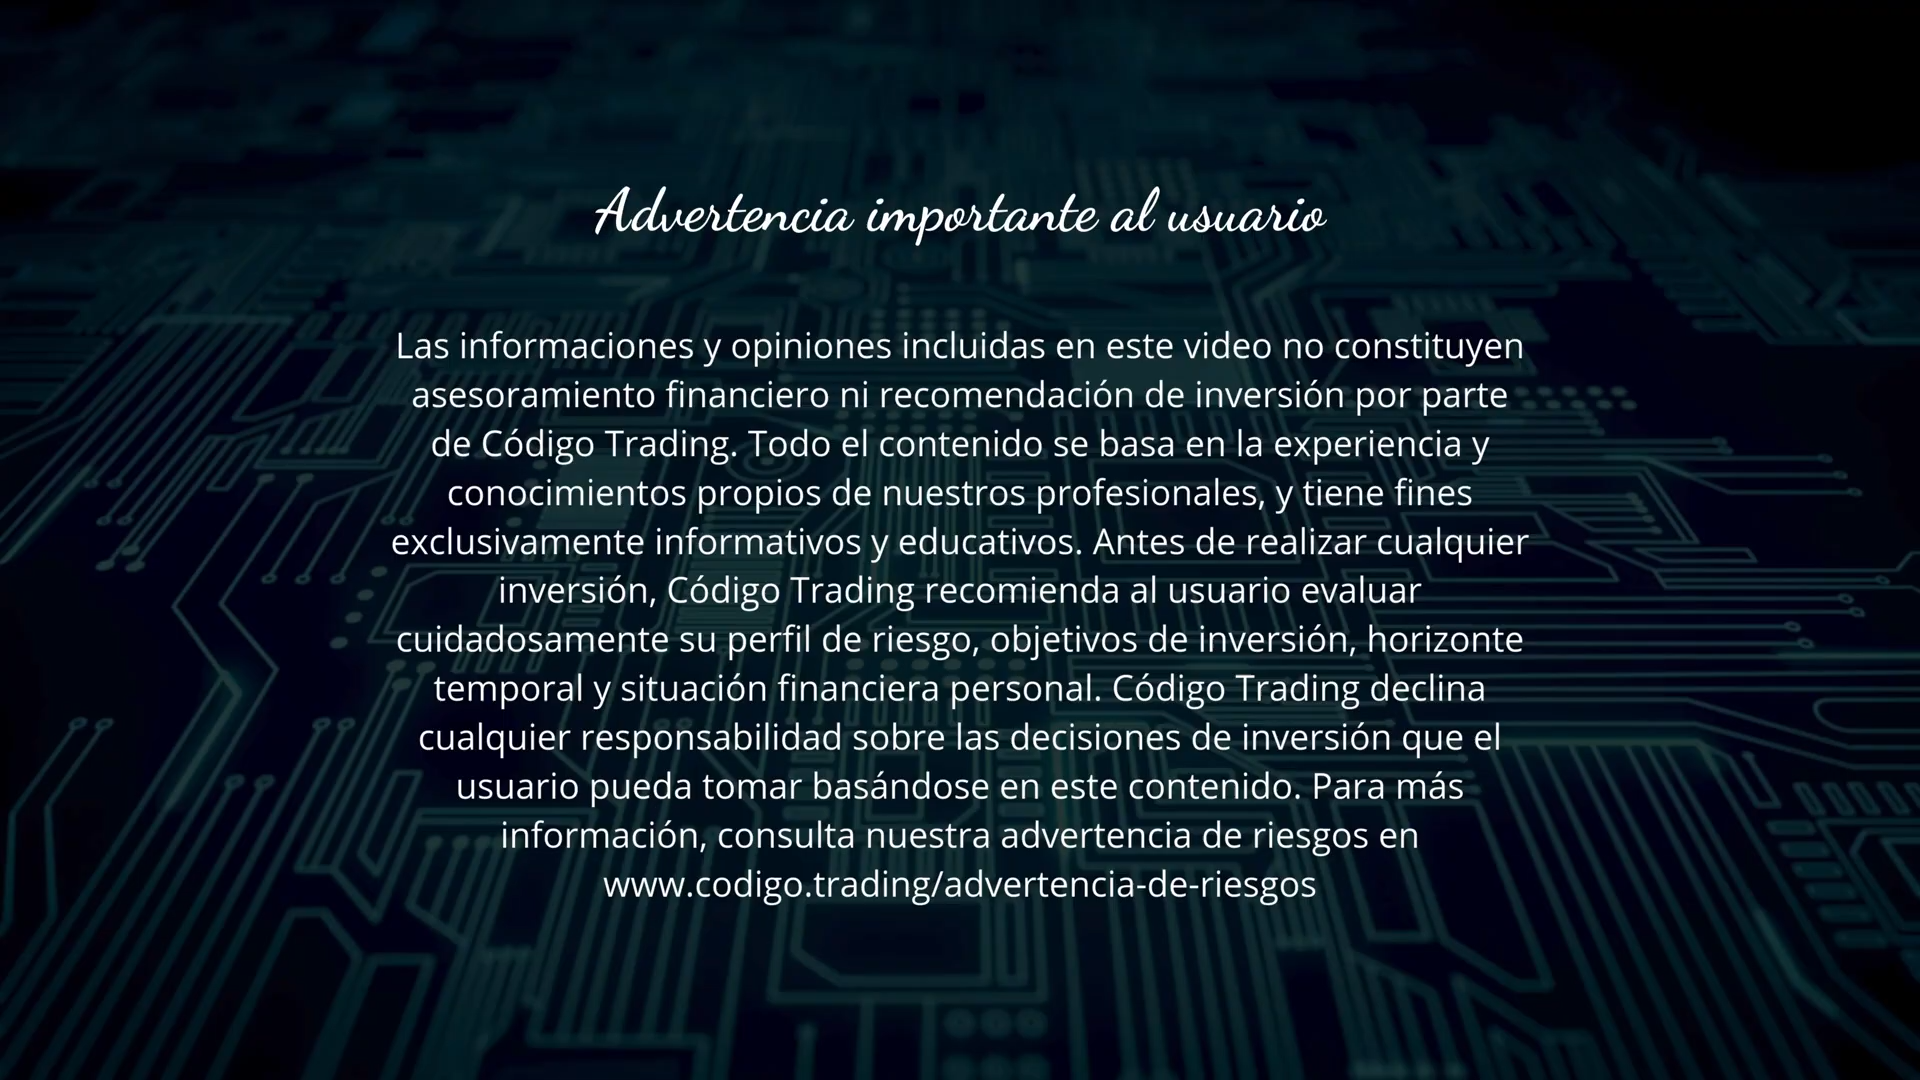 Advertencia importante al usuario
Las informaciones y opiniones incluidas en este video no constituyen
asesoramiento financiero ni recomendación de inversión por parte
de Código Trading. Todo el contenido se basa en la experiencia y
conocimientos propios de nuestros profesionales, y tiene fines
exclusivamente informativos y educativos. Antes de realizar cualquier
inversión, Código Trading recomienda al usuario evaluar
cuidadosamente su perfil de riesgo, objetivos de inversión, horizonte
temporal y situación financiera personal. Código Trading declina
cualquier responsabilidad sobre las decisiones de inversión que el
usuario pueda tomar basándose en este contenido. Para más
información, consulta nuestra advertencia de riesgos en
www.codigo.trading/advertencia-de-riesgos